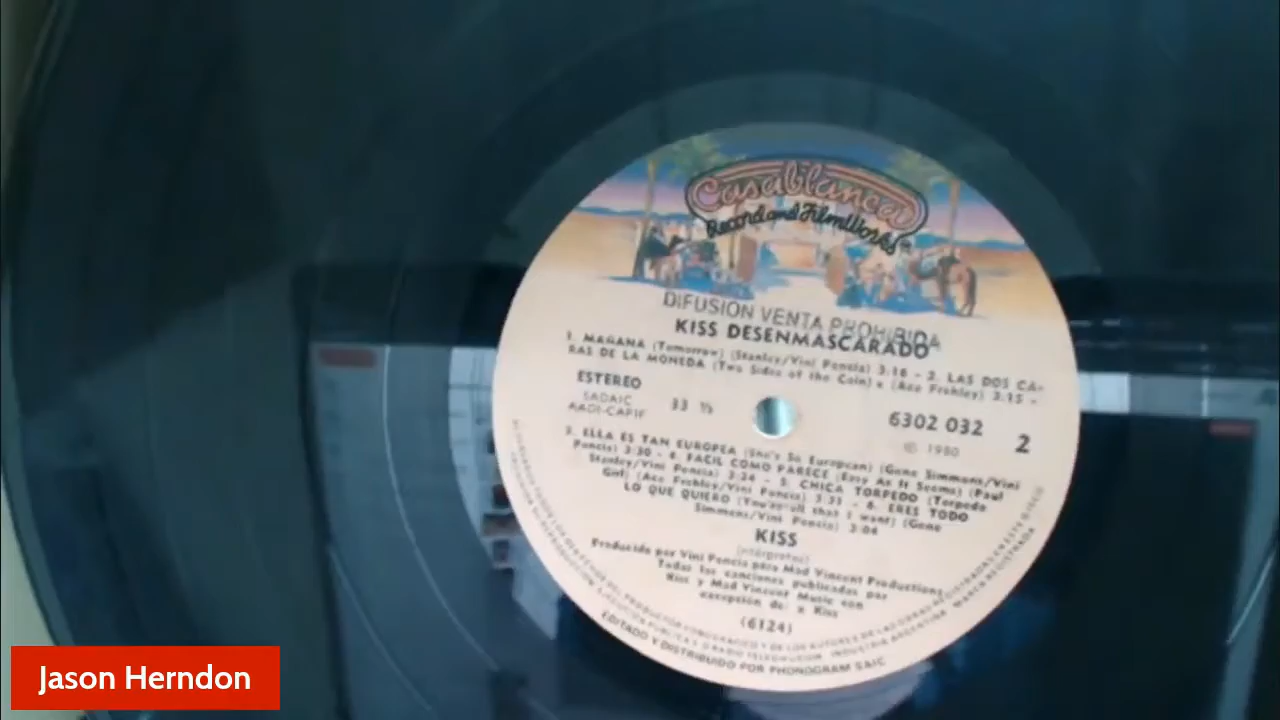 Casablanca
Record and FilmWorks
DIFUSION VENTA PROHIBIDA
KISS DESENMASCARADO
1. MAÑANA (Tomorrow) (Stanley/Vini Poncia) 3:16 - 2. LAS DOS CA-
RAS DE LA MONEDA (Two Sides of the Coin) (Ace Frehley) 3:15 -
ESTEREO
SADAIC
AADI-CAPIF
33 ⅓
6302 032
℗ 1980
2
3. ELLA ES TAN EUROPEA (She's So European) (Gene Simmons/Vini
Poncia) 3:30 - 4. FACIL COMO PARECE (Easy As It Seems) (Paul
Stanley/Vini Poncia) 3:24 - 5. CHICA TORPEDO (Torpedo
Girl) (Ace Frehley/Vini Poncia) 3:31 - 6. ERES TODO
LO QUE QUIERO (You're all that I want) (Gene
Simmons/Vini Poncia) 3:04
KISS
(intérpretes)
Producido por Vini Poncia para Mad Vincent Productions
Todas las canciones publicadas por
Kiss y Mad Vincent Music con
excepción de: Kiss
(6124)
INDUSTRIA ARGENTINA MARCA REGISTRADA
EDITADO Y DISTRIBUIDO POR PHONOGRAM SAIC
Jason Herndon